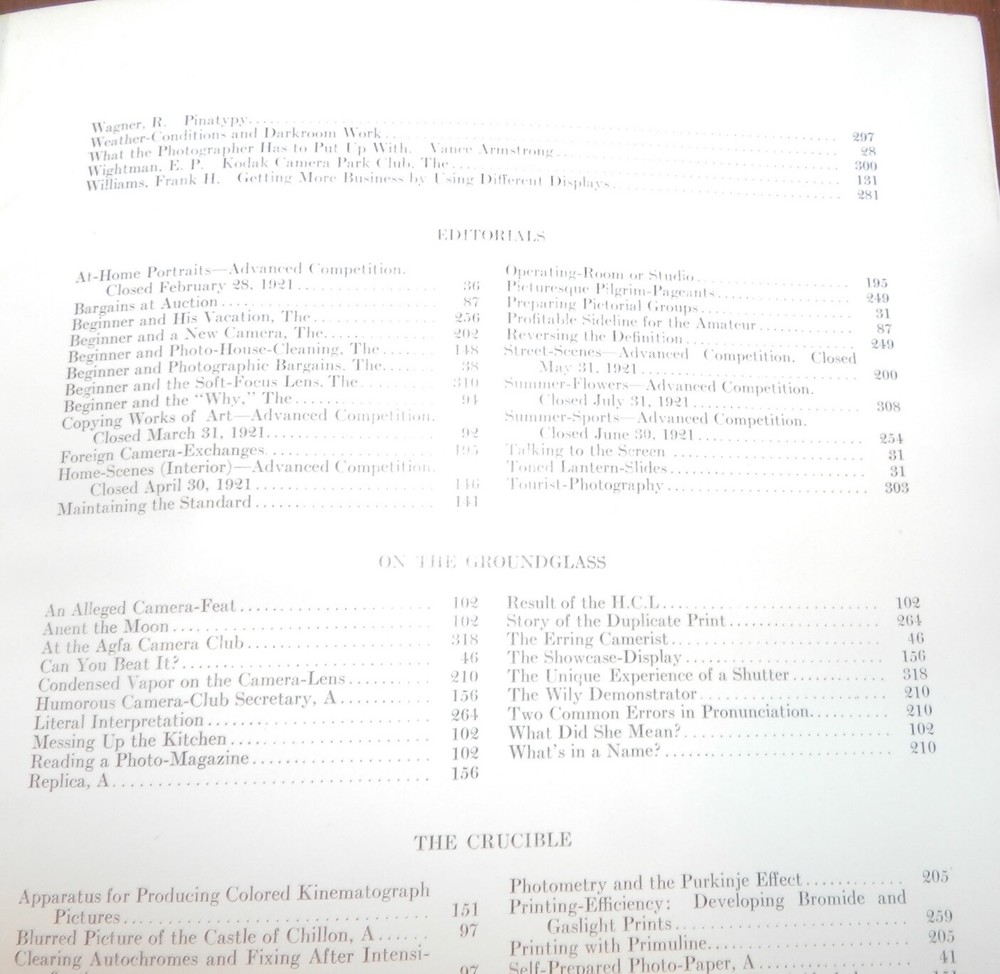 Wagner, R. Pinatypy........ 297
Weather-Conditions and Darkroom Work........ 28
What the Photographer Has to Put Up With. Vance Armstrong........ 300
Wightman, E. P. Kodak Camera Park Club, The........ 131
Williams, Frank H. Getting More Business by Using Different Displays........ 281
EDITORIALS
At-Home Portraits—Advanced Competition.
Closed February 28, 1921........ 36
Bargains at Auction........ 87
Beginner and His Vacation, The........ 256
Beginner and a New Camera, The........ 202
Beginner and Photo-House-Cleaning, The........ 148
Beginner and Photographic Bargains, The........ 38
Beginner and the Soft-Focus Lens, The........ 310
Beginner and the "Why," The........ 94
Copying Works of Art—Advanced Competition.
Closed March 31, 1921........ 92
Foreign Camera-Exchanges........ 195
Home-Scenes (Interior)—Advanced Competition.
Closed April 30, 1921........ 146
Maintaining the Standard........ 141
Operating-Room or Studio........ 195
Picturesque Pilgrim-Pageants........ 249
Preparing Pictorial Groups........ 31
Profitable Sideline for the Amateur........ 87
Reversing the Definition........ 249
Street-Scenes—Advanced Competition. Closed
May 31, 1921........ 200
Summer-Flowers—Advanced Competition.
Closed July 31, 1921........ 308
Summer-Sports—Advanced Competition.
Closed June 30, 1921........ 254
Talking to the Screen........ 31
Toned Lantern-Slides........ 31
Tourist-Photography........ 303
ON THE GROUNDGLASS
An Alleged Camera-Feat........ 102
Anent the Moon........ 102
At the Agfa Camera Club........ 318
Can You Beat It?........ 46
Condensed Vapor on the Camera-Lens........ 210
Humorous Camera-Club Secretary, A........ 156
Literal Interpretation........ 264
Messing Up the Kitchen........ 102
Reading a Photo-Magazine........ 102
Replica, A........ 156
Result of the H.C.L........ 102
Story of the Duplicate Print........ 264
The Erring Camerist........ 46
The Showcase-Display........ 156
The Unique Experience of a Shutter........ 318
The Wily Demonstrator........ 210
Two Common Errors in Pronunciation........ 210
What Did She Mean?........ 102
What's in a Name?........ 210
THE CRUCIBLE
Apparatus for Producing Colored Kinematograph
Pictures........ 151
Blurred Picture of the Castle of Chillon, A...... 97
Clearing Autochromes and Fixing After Intensi-
97
Photometry and the Purkinje Effect........ 205
Printing-Efficiency: Developing Bromide and
Gaslight Prints........ 259
Printing with Primuline........ 205
Self-Prepared Photo-Paper, A........ 41